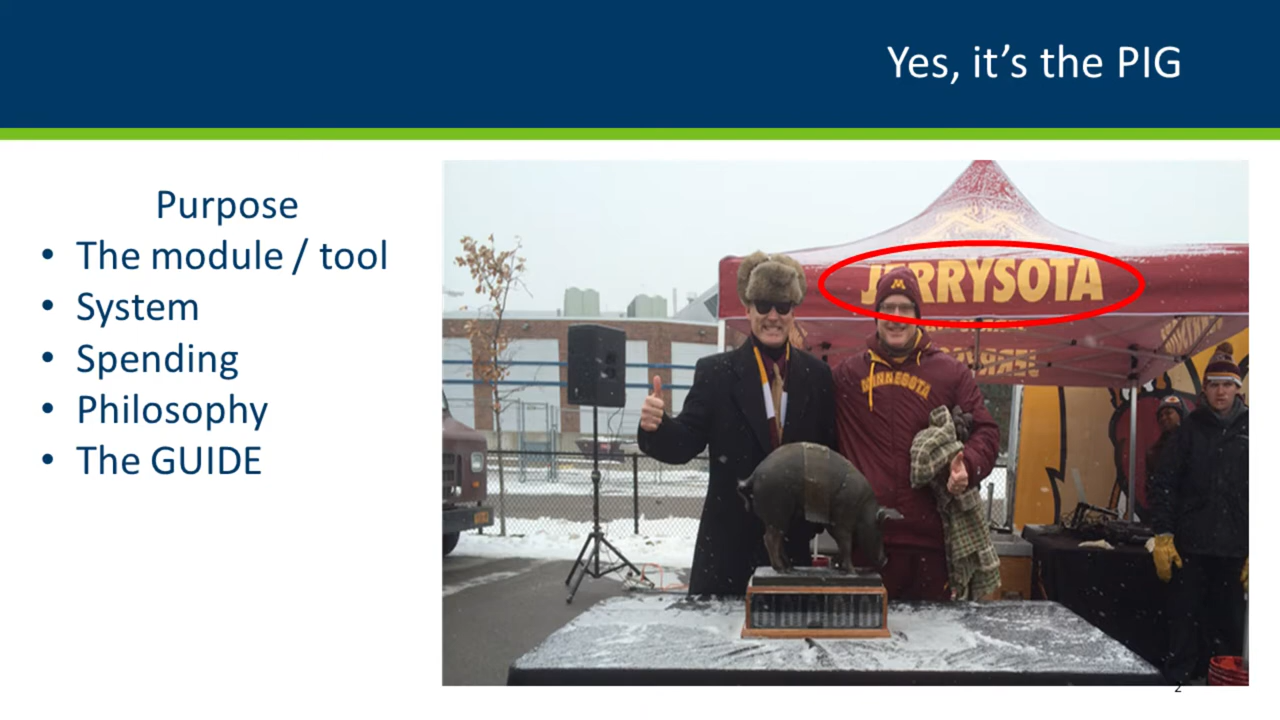 Yes, it's the PIG
Purpose
• The module / tool
• System
• Spending
• Philosophy
• The GUIDE
JERRYSOTA
M
MINNESOTA
2